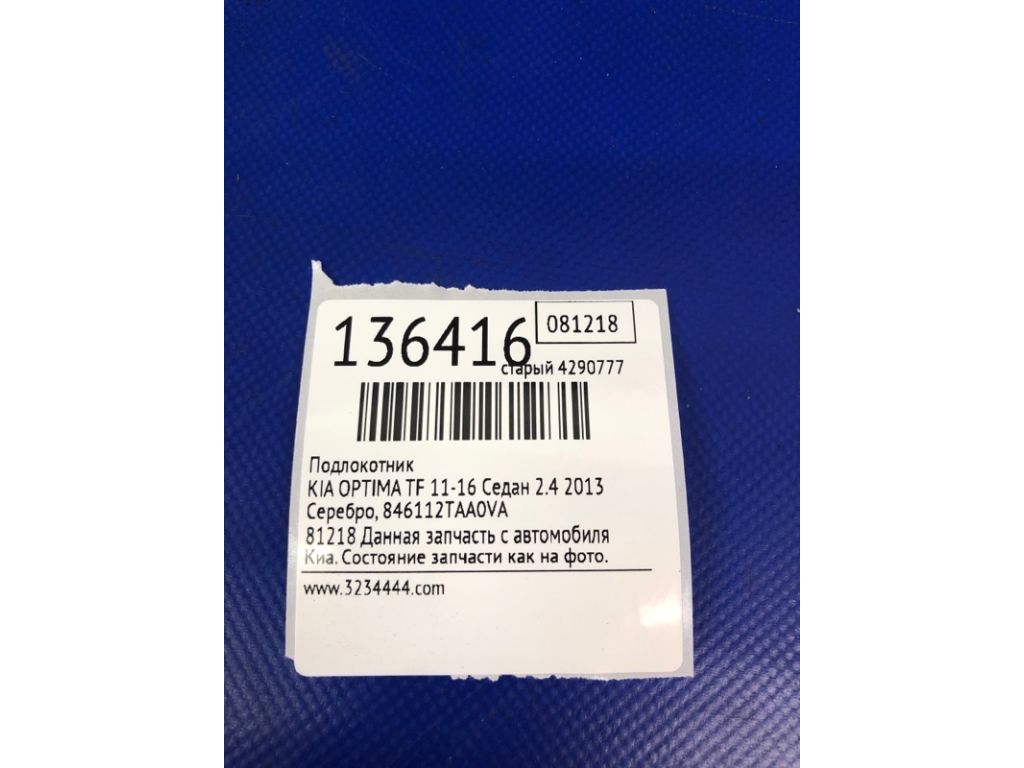 136416
081218
старый 4290777
Подлокотник
KIA OPTIMA TF 11-16 Седан 2.4 2013
Серебро, 846112TAA0VA
81218 Данная запчасть с автомобиля
Киа. Состояние запчасти как на фото.
www.3234444.com